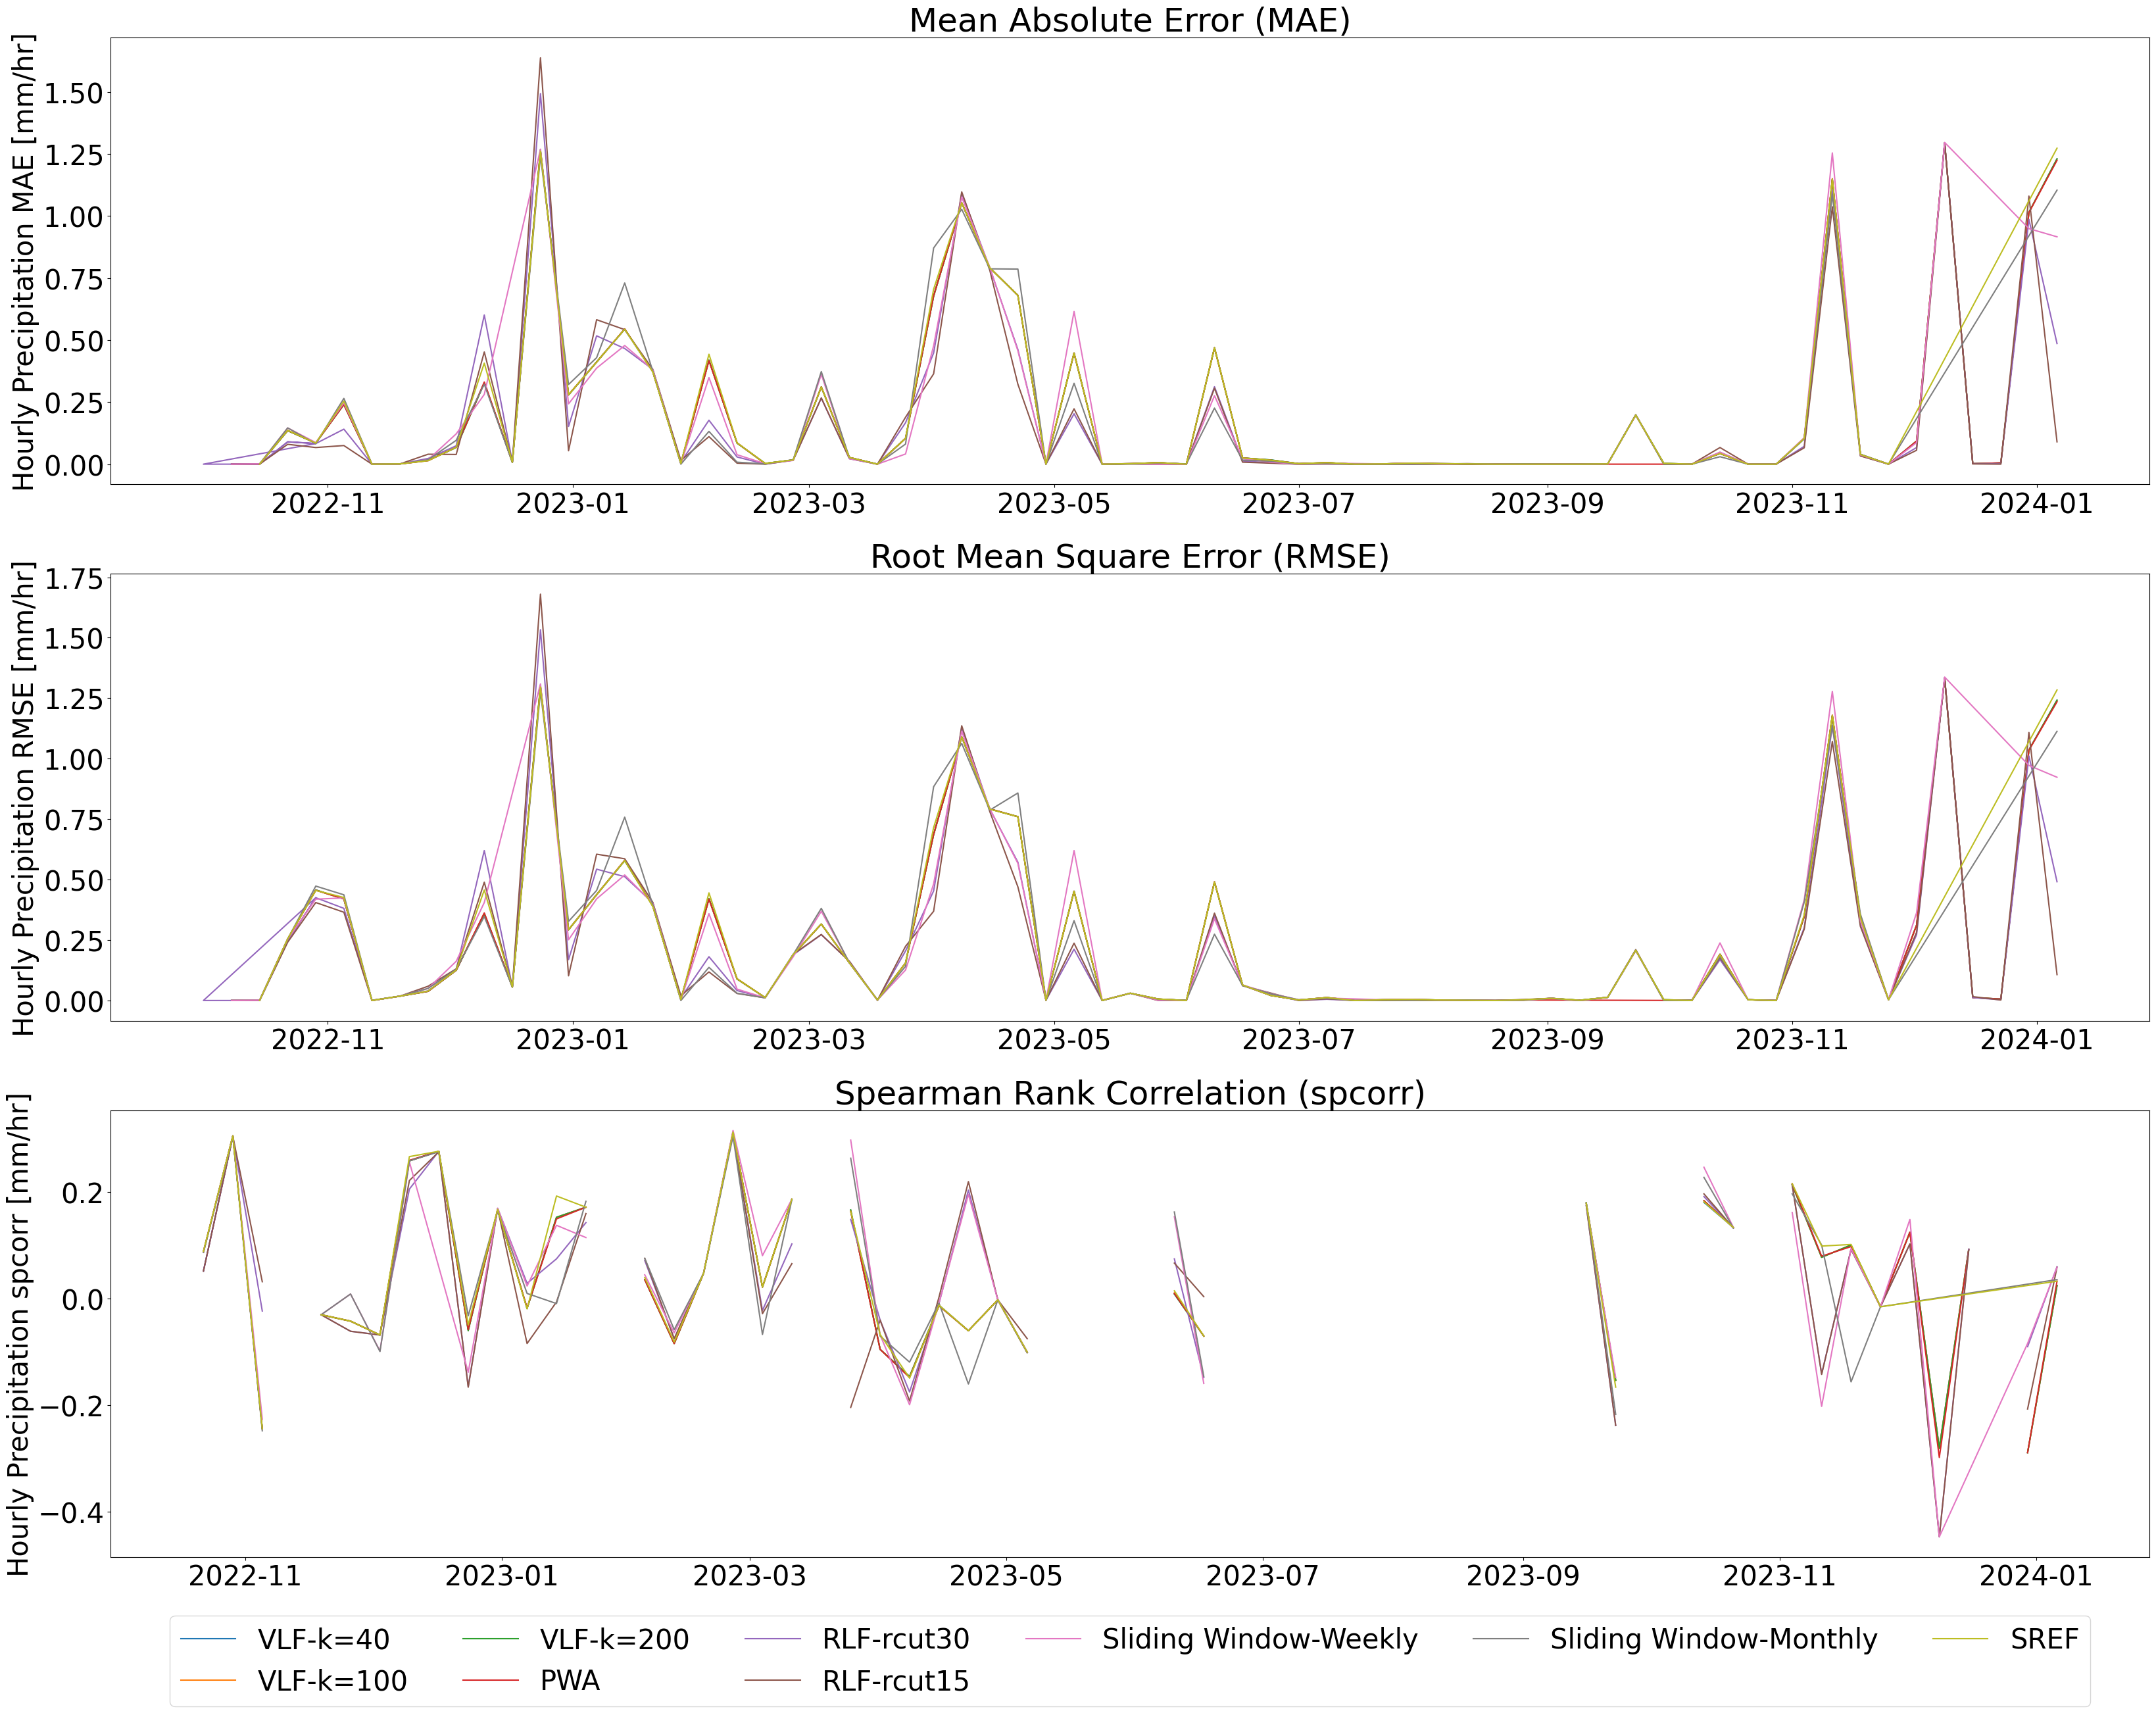 Mean Absolute Error (MAE)
Hourly Precipitation MAE [mm/hr]
1.50
1.25
1.00
0.75
0.50
0.25
0.00
2022-11 2023-01 2023-03 2023-05 2023-07 2023-09 2023-11 2024-01
Root Mean Square Error (RMSE)
Hourly Precipitation RMSE [mm/hr]
1.75
1.50
1.25
1.00
0.75
0.50
0.25
0.00
2022-11 2023-01 2023-03 2023-05 2023-07 2023-09 2023-11 2024-01
Spearman Rank Correlation (spcorr)
Hourly Precipitation spcorr [mm/hr]
0.2
0.0
−0.2
−0.4
2022-11 2023-01 2023-03 2023-05 2023-07 2023-09 2023-11 2024-01
VLF-k=40 VLF-k=200 RLF-rcut30 Sliding Window-Weekly Sliding Window-Monthly SREF
VLF-k=100 PWA RLF-rcut15